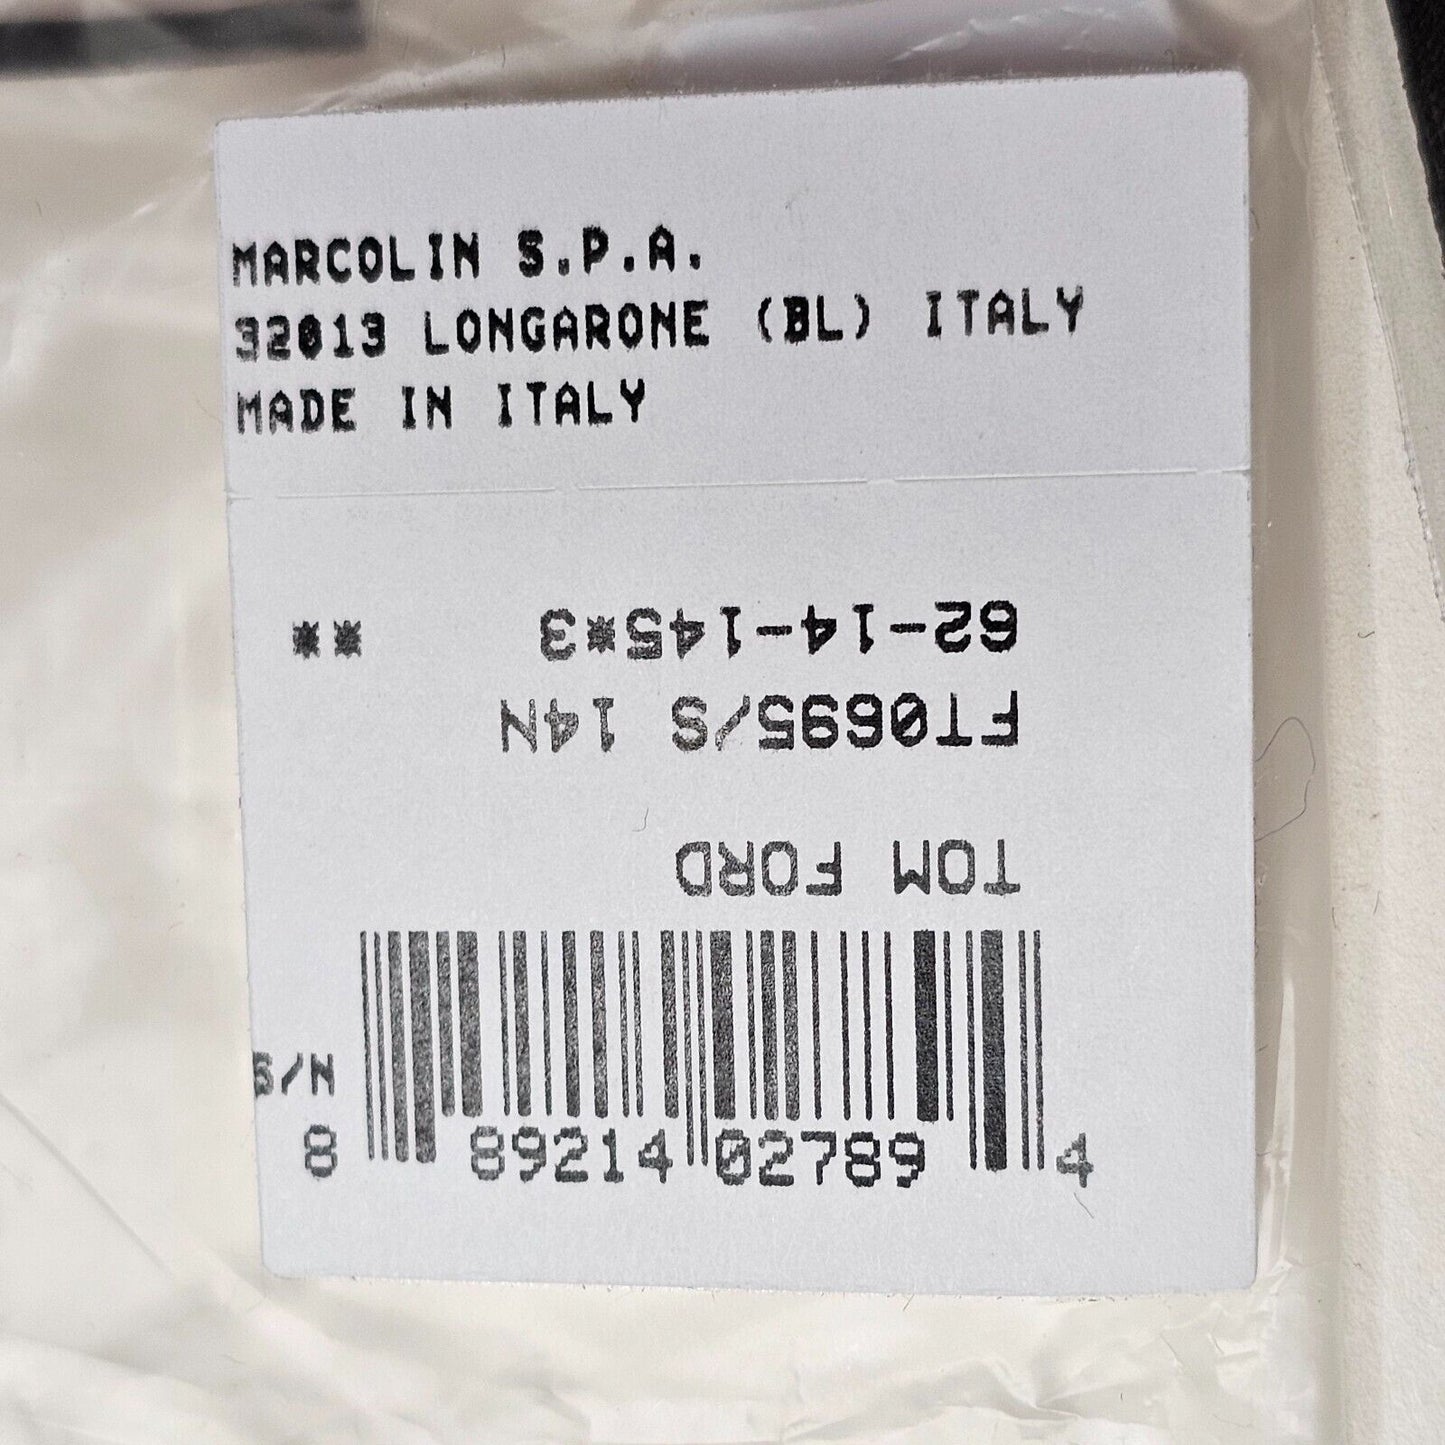 MARCOLIN S.P.A.
32013 LONGARONE (BL) ITALY
MADE IN ITALY
TOM FORD
FT0695/S 14N
62-14-145*3 **
S/N
8 89214 02789 4